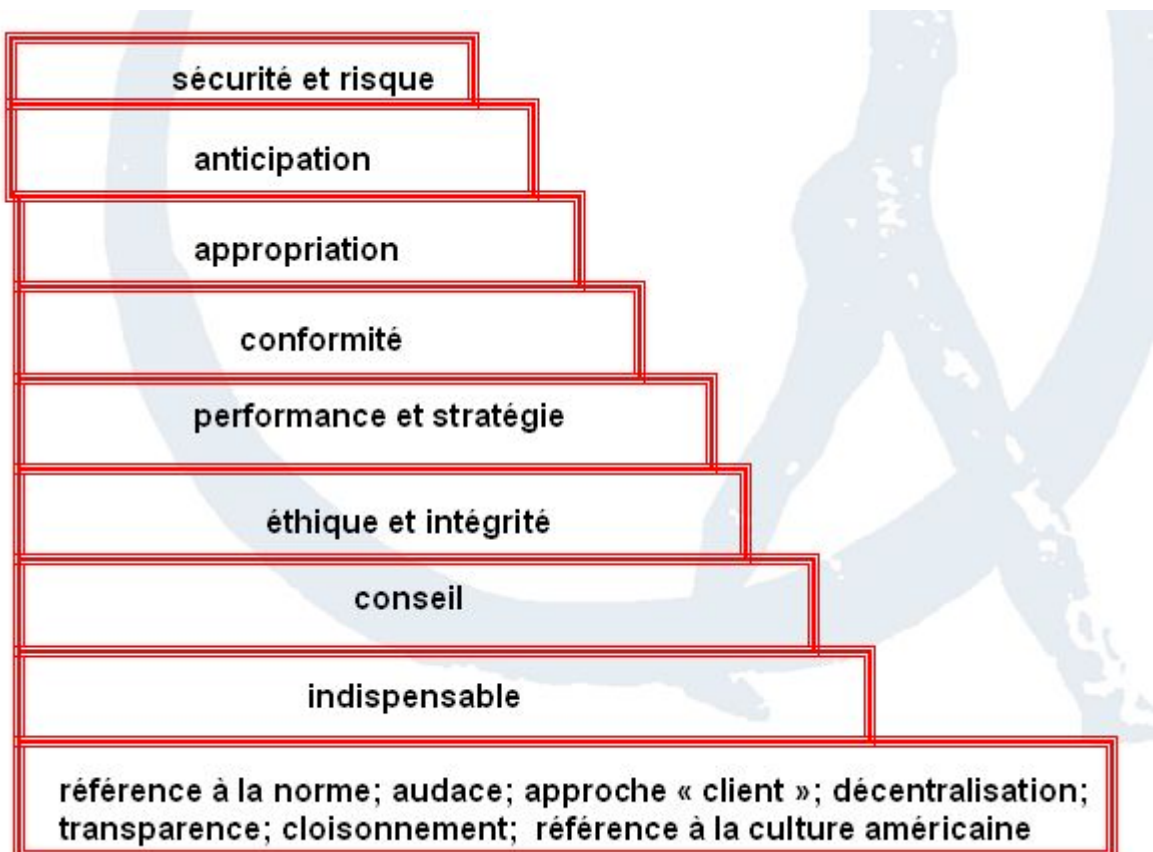 sécurité et risque
anticipation
appropriation
conformité
performance et stratégie
éthique et intégrité
conseil
indispensable
référence à la norme; audace; approche « client »; décentralisation;
transparence; cloisonnement; référence à la culture américaine